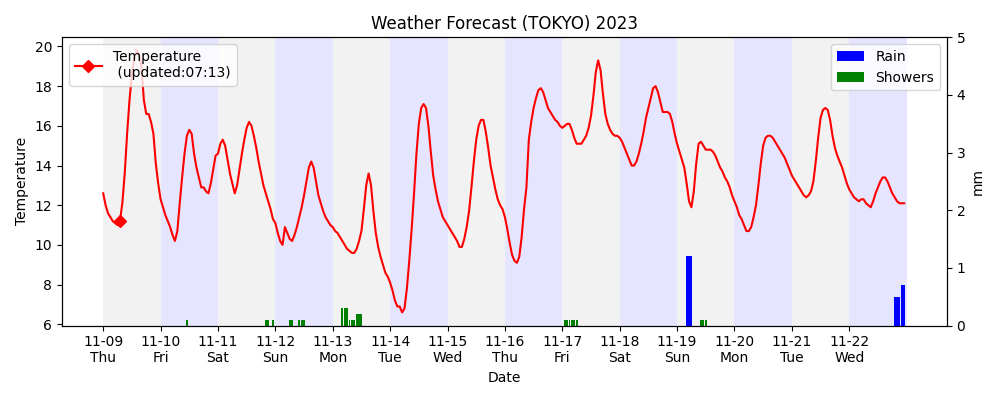 Weather Forecast (TOKYO) 2023
Temperature
(updated:07:13)
Rain
Showers
Temperature
20
18
16
14
12
10
8
6
5
4
3
2
1
0
mm
11-09 11-10 11-11 11-12 11-13 11-14 11-15 11-16 11-17 11-18 11-19 11-20 11-21 11-22
Thu Fri Sat Sun Mon Tue Wed Thu Fri Sat Sun Mon Tue Wed
Date